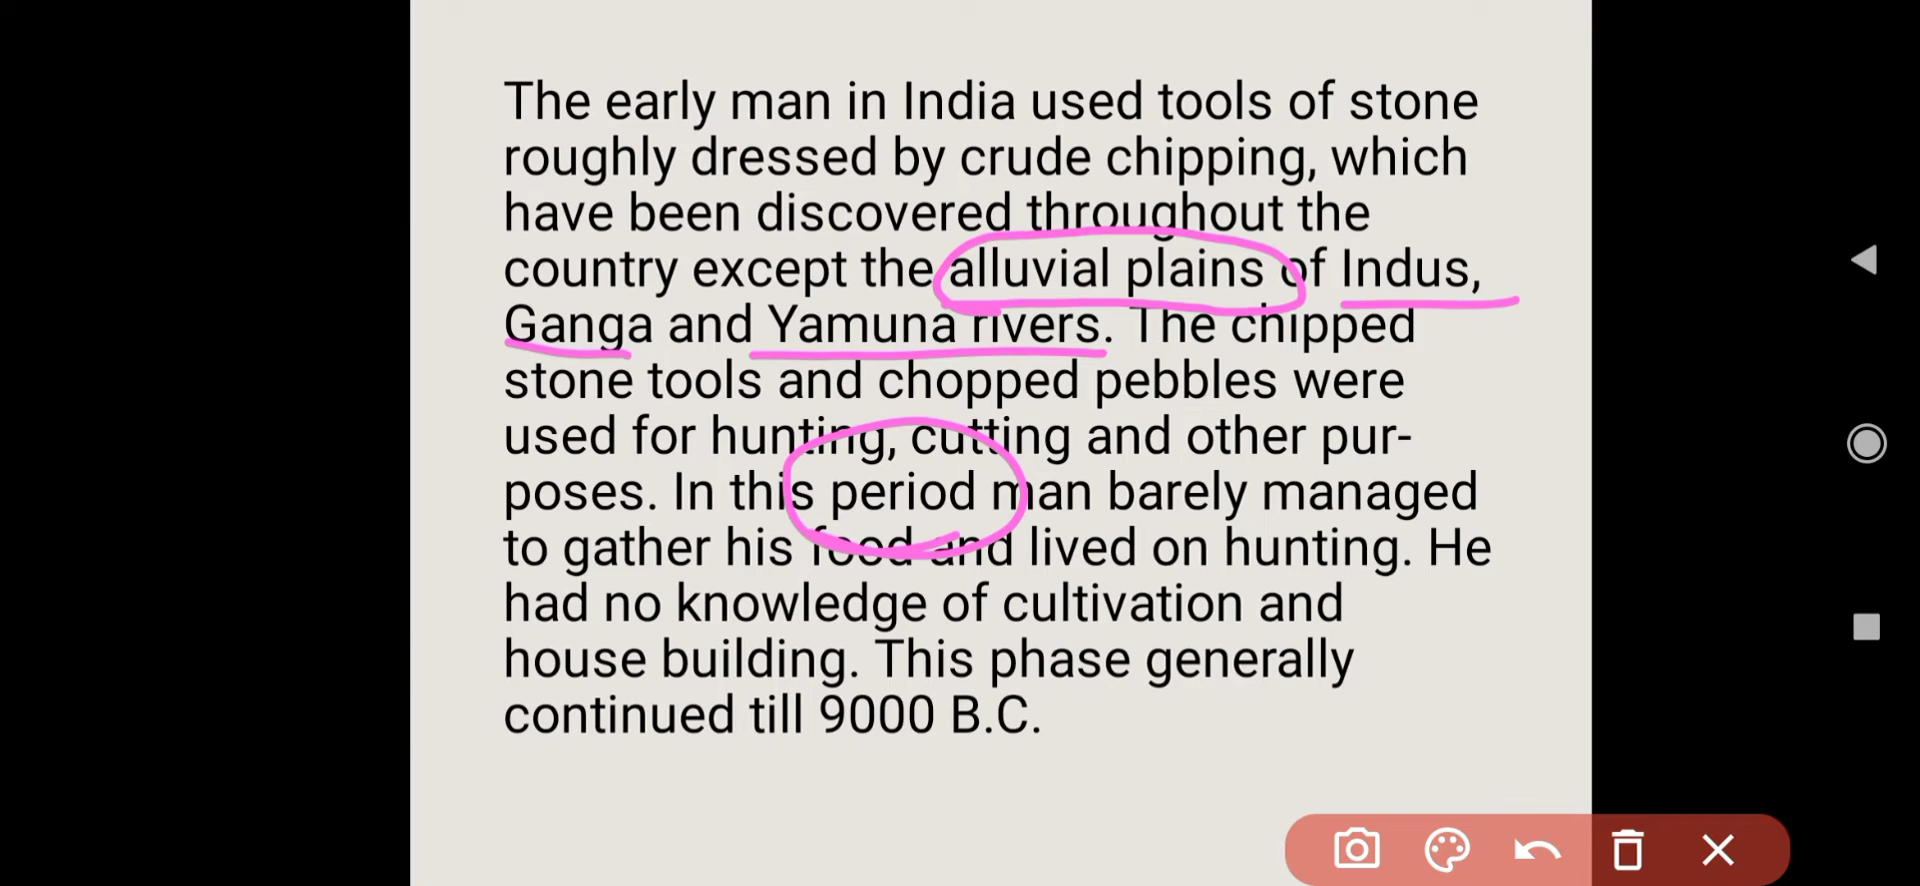 The early man in India used tools of stone
roughly dressed by crude chipping, which
have been discovered throughout the
country except the alluvial plains of Indus,
Ganga and Yamuna rivers. The chipped
stone tools and chopped pebbles were
used for hunting, cutting and other pur-
poses. In this period man barely managed
to gather his food and lived on hunting. He
had no knowledge of cultivation and
house building. This phase generally
continued till 9000 B.C.